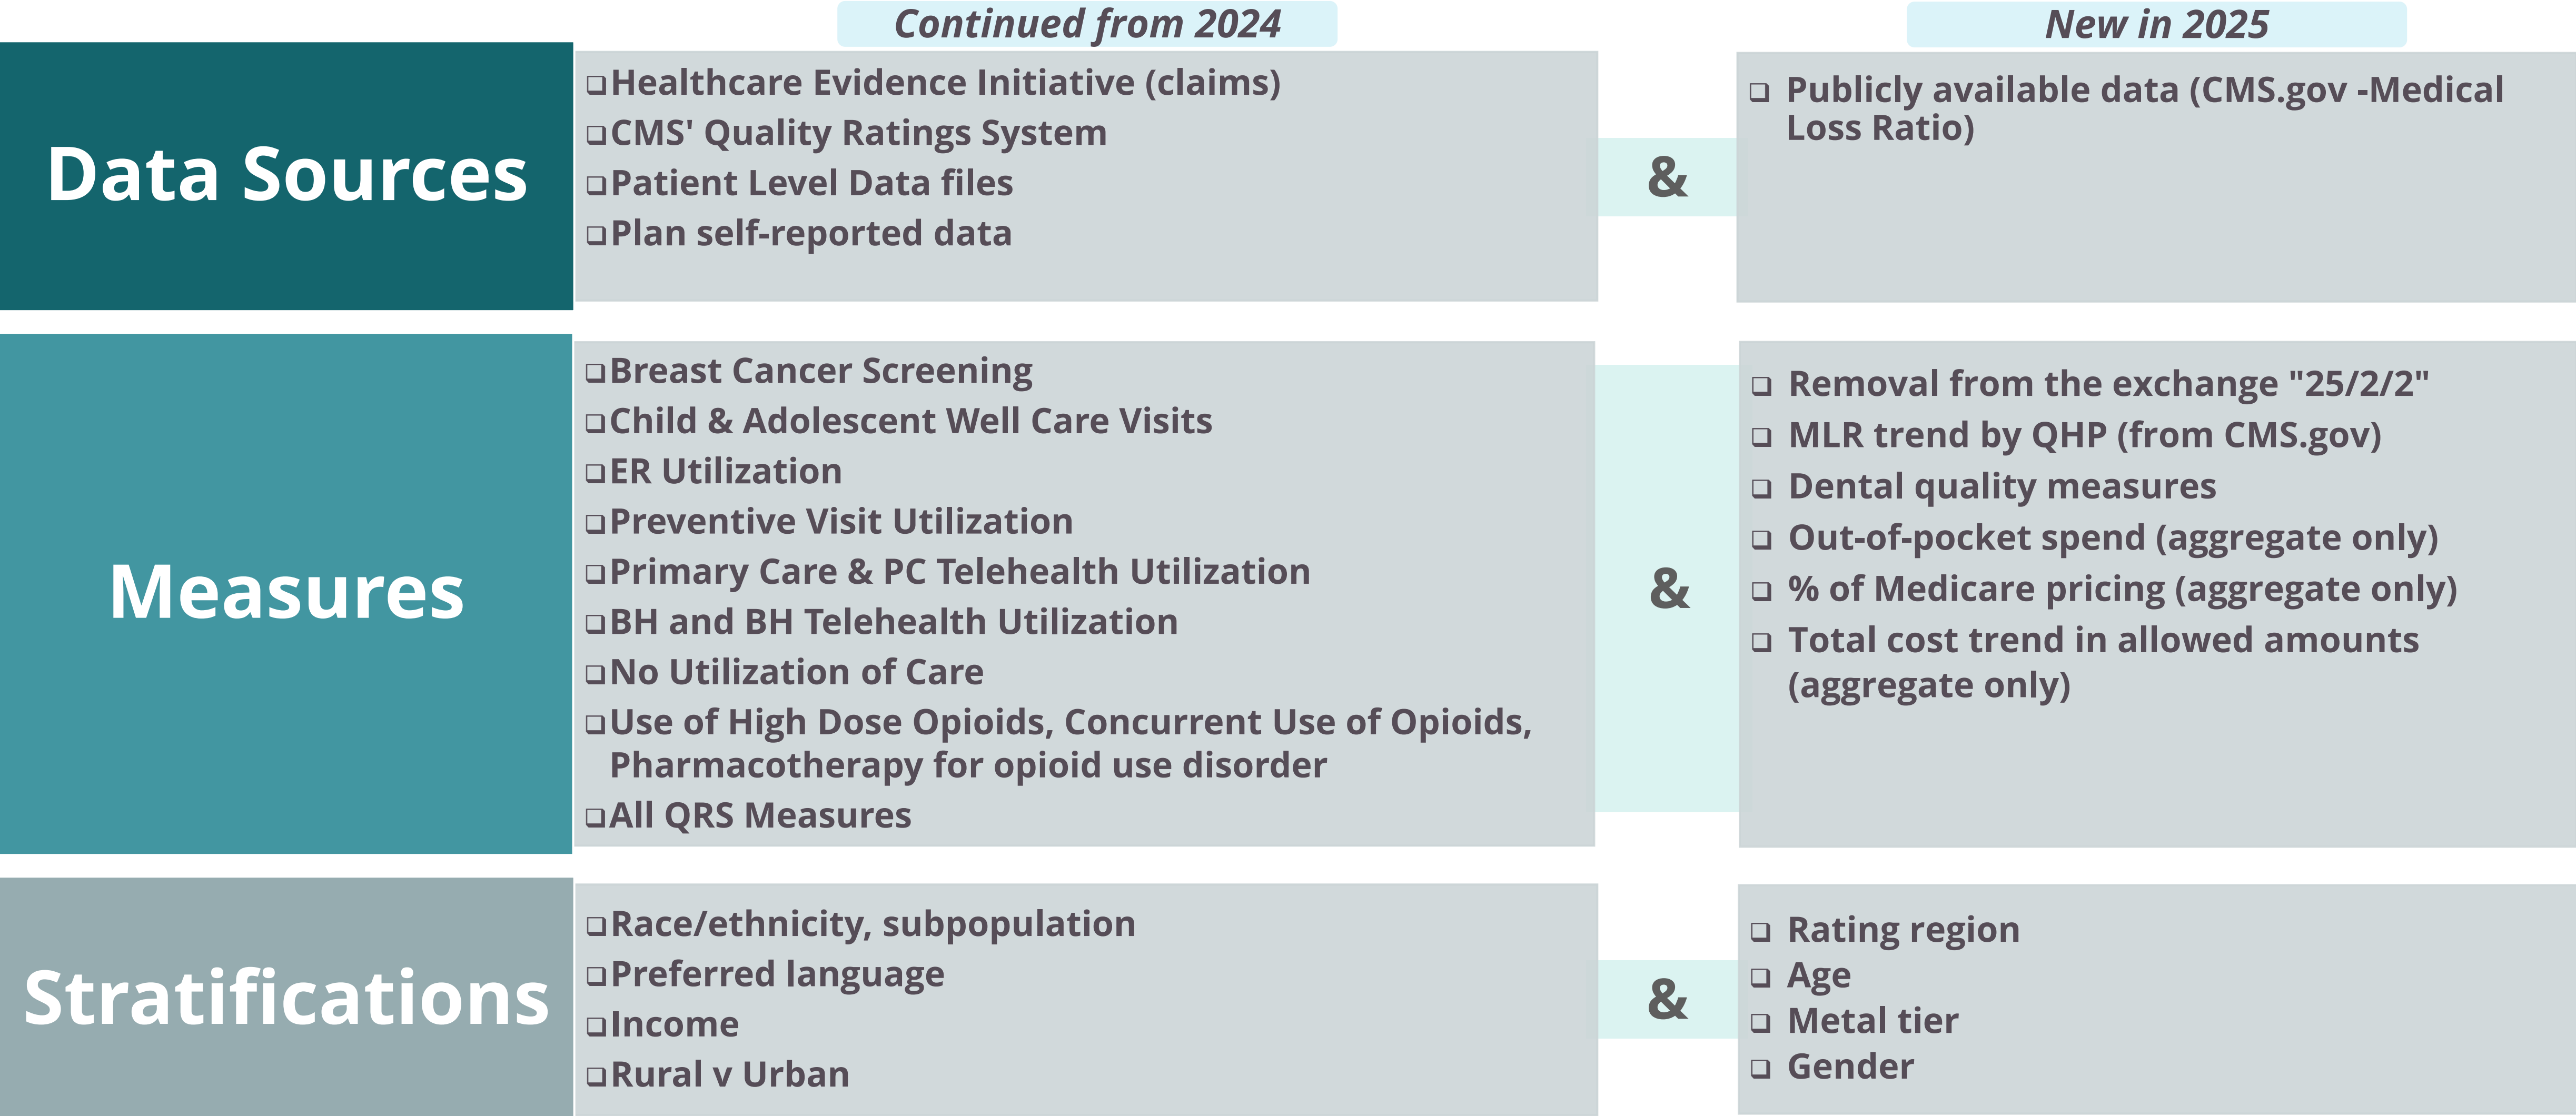 Continued from 2024
New in 2025
Data Sources
❑Healthcare Evidence Initiative (claims)
❑CMS' Quality Ratings System
❑Patient Level Data files
❑Plan self-reported data
&
❑ Publicly available data (CMS.gov -Medical
Loss Ratio)
Measures
❑Breast Cancer Screening
❑Child & Adolescent Well Care Visits
❑ER Utilization
❑Preventive Visit Utilization
❑Primary Care & PC Telehealth Utilization
❑BH and BH Telehealth Utilization
❑No Utilization of Care
❑Use of High Dose Opioids, Concurrent Use of Opioids,
Pharmacotherapy for opioid use disorder
❑All QRS Measures
&
❑ Removal from the exchange "25/2/2"
❑ MLR trend by QHP (from CMS.gov)
❑ Dental quality measures
❑ Out-of-pocket spend (aggregate only)
❑ % of Medicare pricing (aggregate only)
❑ Total cost trend in allowed amounts
(aggregate only)
Stratifications
❑Race/ethnicity, subpopulation
❑Preferred language
❑Income
❑Rural v Urban
&
❑ Rating region
❑ Age
❑ Metal tier
❑ Gender